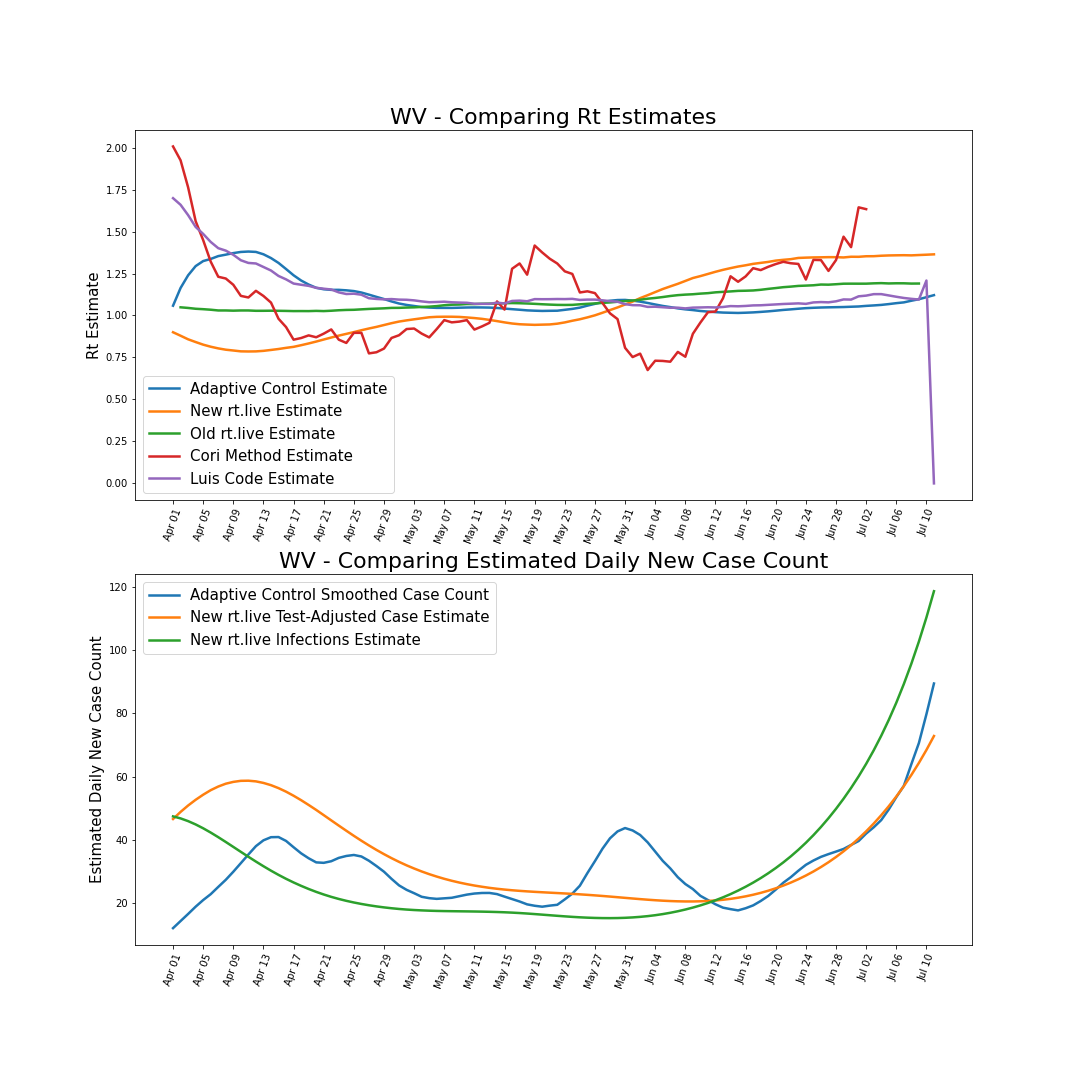 WV - Comparing Rt Estimates
Rt Estimate
2.00
1.75
1.50
1.25
1.00
0.75
0.50
0.25
0.00
Adaptive Control Estimate
New rt.live Estimate
Old rt.live Estimate
Cori Method Estimate
Luis Code Estimate
Apr 01 Apr 05 Apr 09 Apr 13 Apr 17 Apr 21 Apr 25 Apr 29 May 03 May 07 May 11 May 15 May 19 May 23 May 27 May 31 Jun 04 Jun 08 Jun 12 Jun 16 Jun 20 Jun 24 Jun 28 Jul 02 Jul 06 Jul 10
WV - Comparing Estimated Daily New Case Count
Estimated Daily New Case Count
120
100
80
60
40
20
Adaptive Control Smoothed Case Count
New rt.live Test-Adjusted Case Estimate
New rt.live Infections Estimate
Apr 01 Apr 05 Apr 09 Apr 13 Apr 17 Apr 21 Apr 25 Apr 29 May 03 May 07 May 11 May 15 May 19 May 23 May 27 May 31 Jun 04 Jun 08 Jun 12 Jun 16 Jun 20 Jun 24 Jun 28 Jul 02 Jul 06 Jul 10